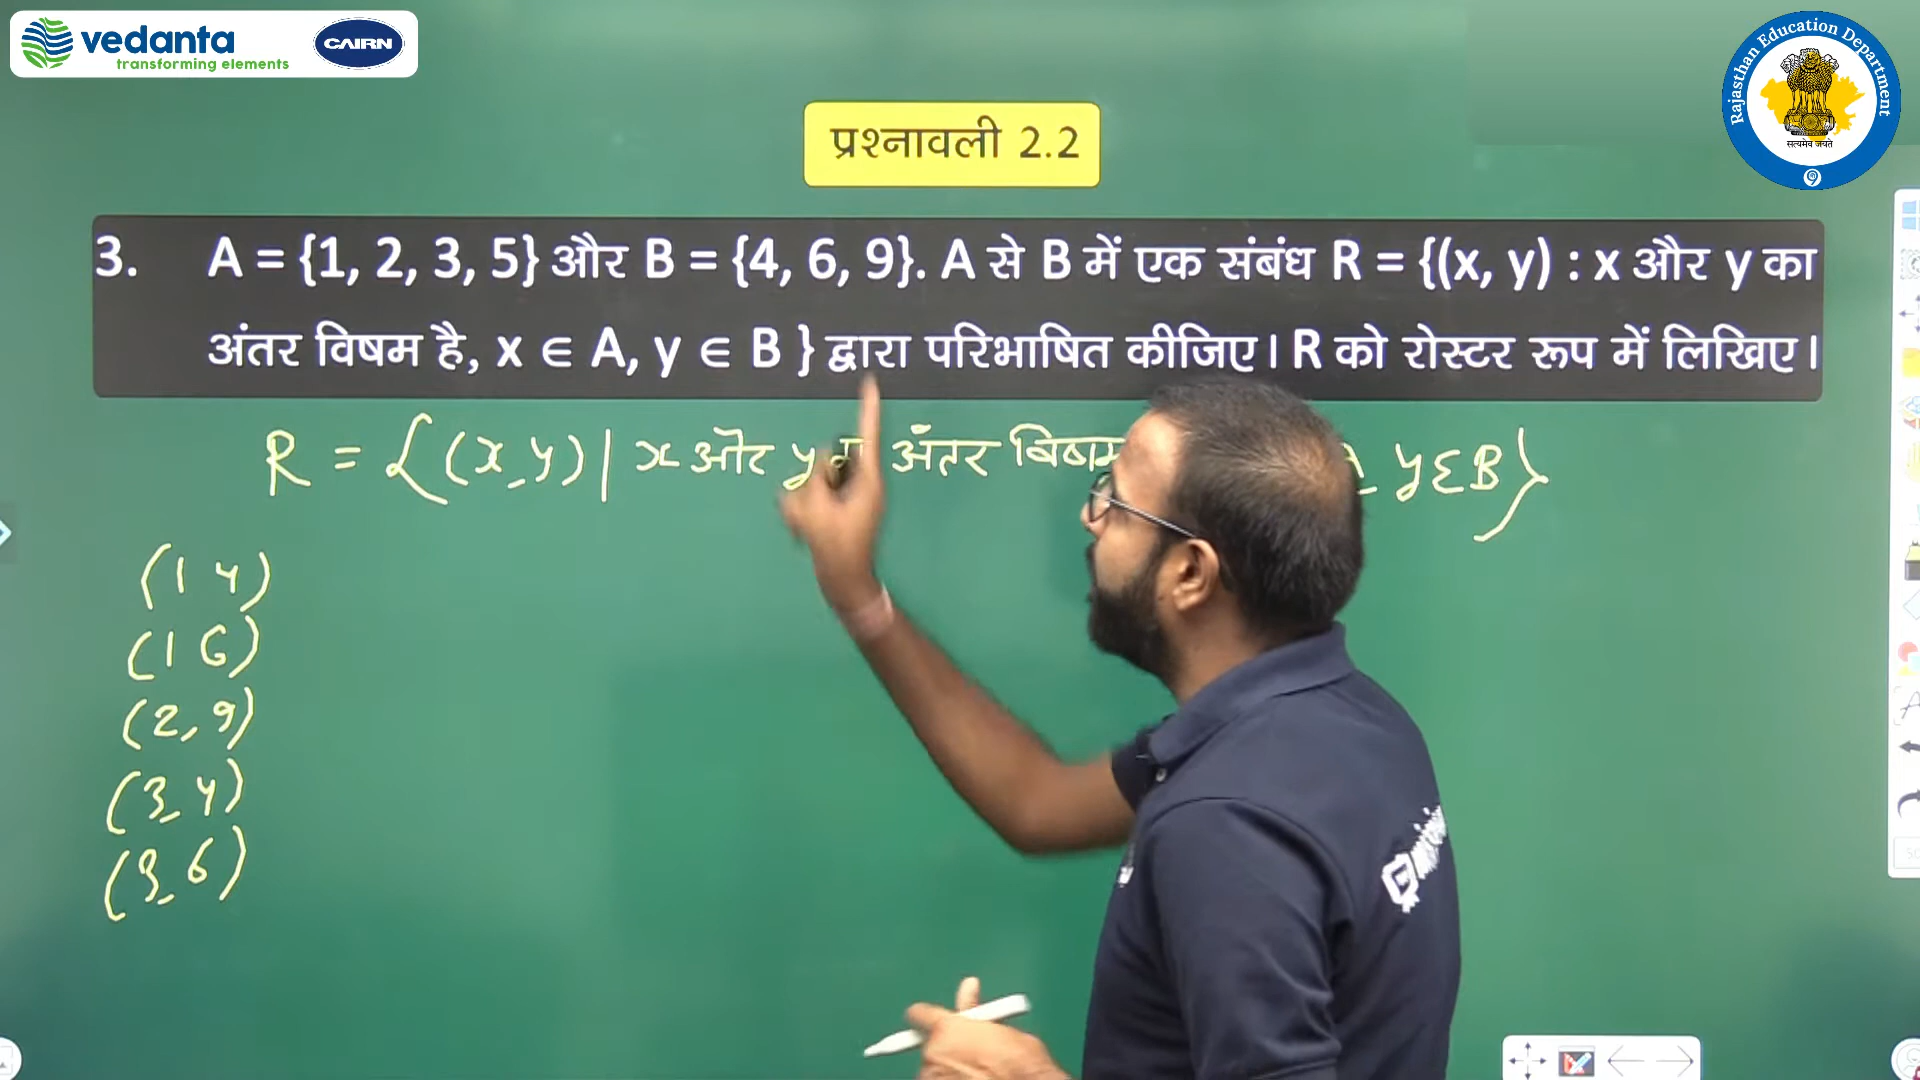 vedanta
transforming elements
CAIRN
Rajasthan Education Department
सत्यमेव जयते
प्रश्नावली 2.2
3. A = {1, 2, 3, 5} और B = {4, 6, 9}. A से B में एक संबंध R = {(x, y) : x और y का
अंतर विषम है, x ∈ A, y ∈ B } द्वारा परिभाषित कीजिए। R को रोस्टर रूप में लिखिए।
R = {(x, y) | x और y अंतर विषम y ∈ B}
(1 4)
(1 6)
(2, 9)
(3, 4)
(3, 6)